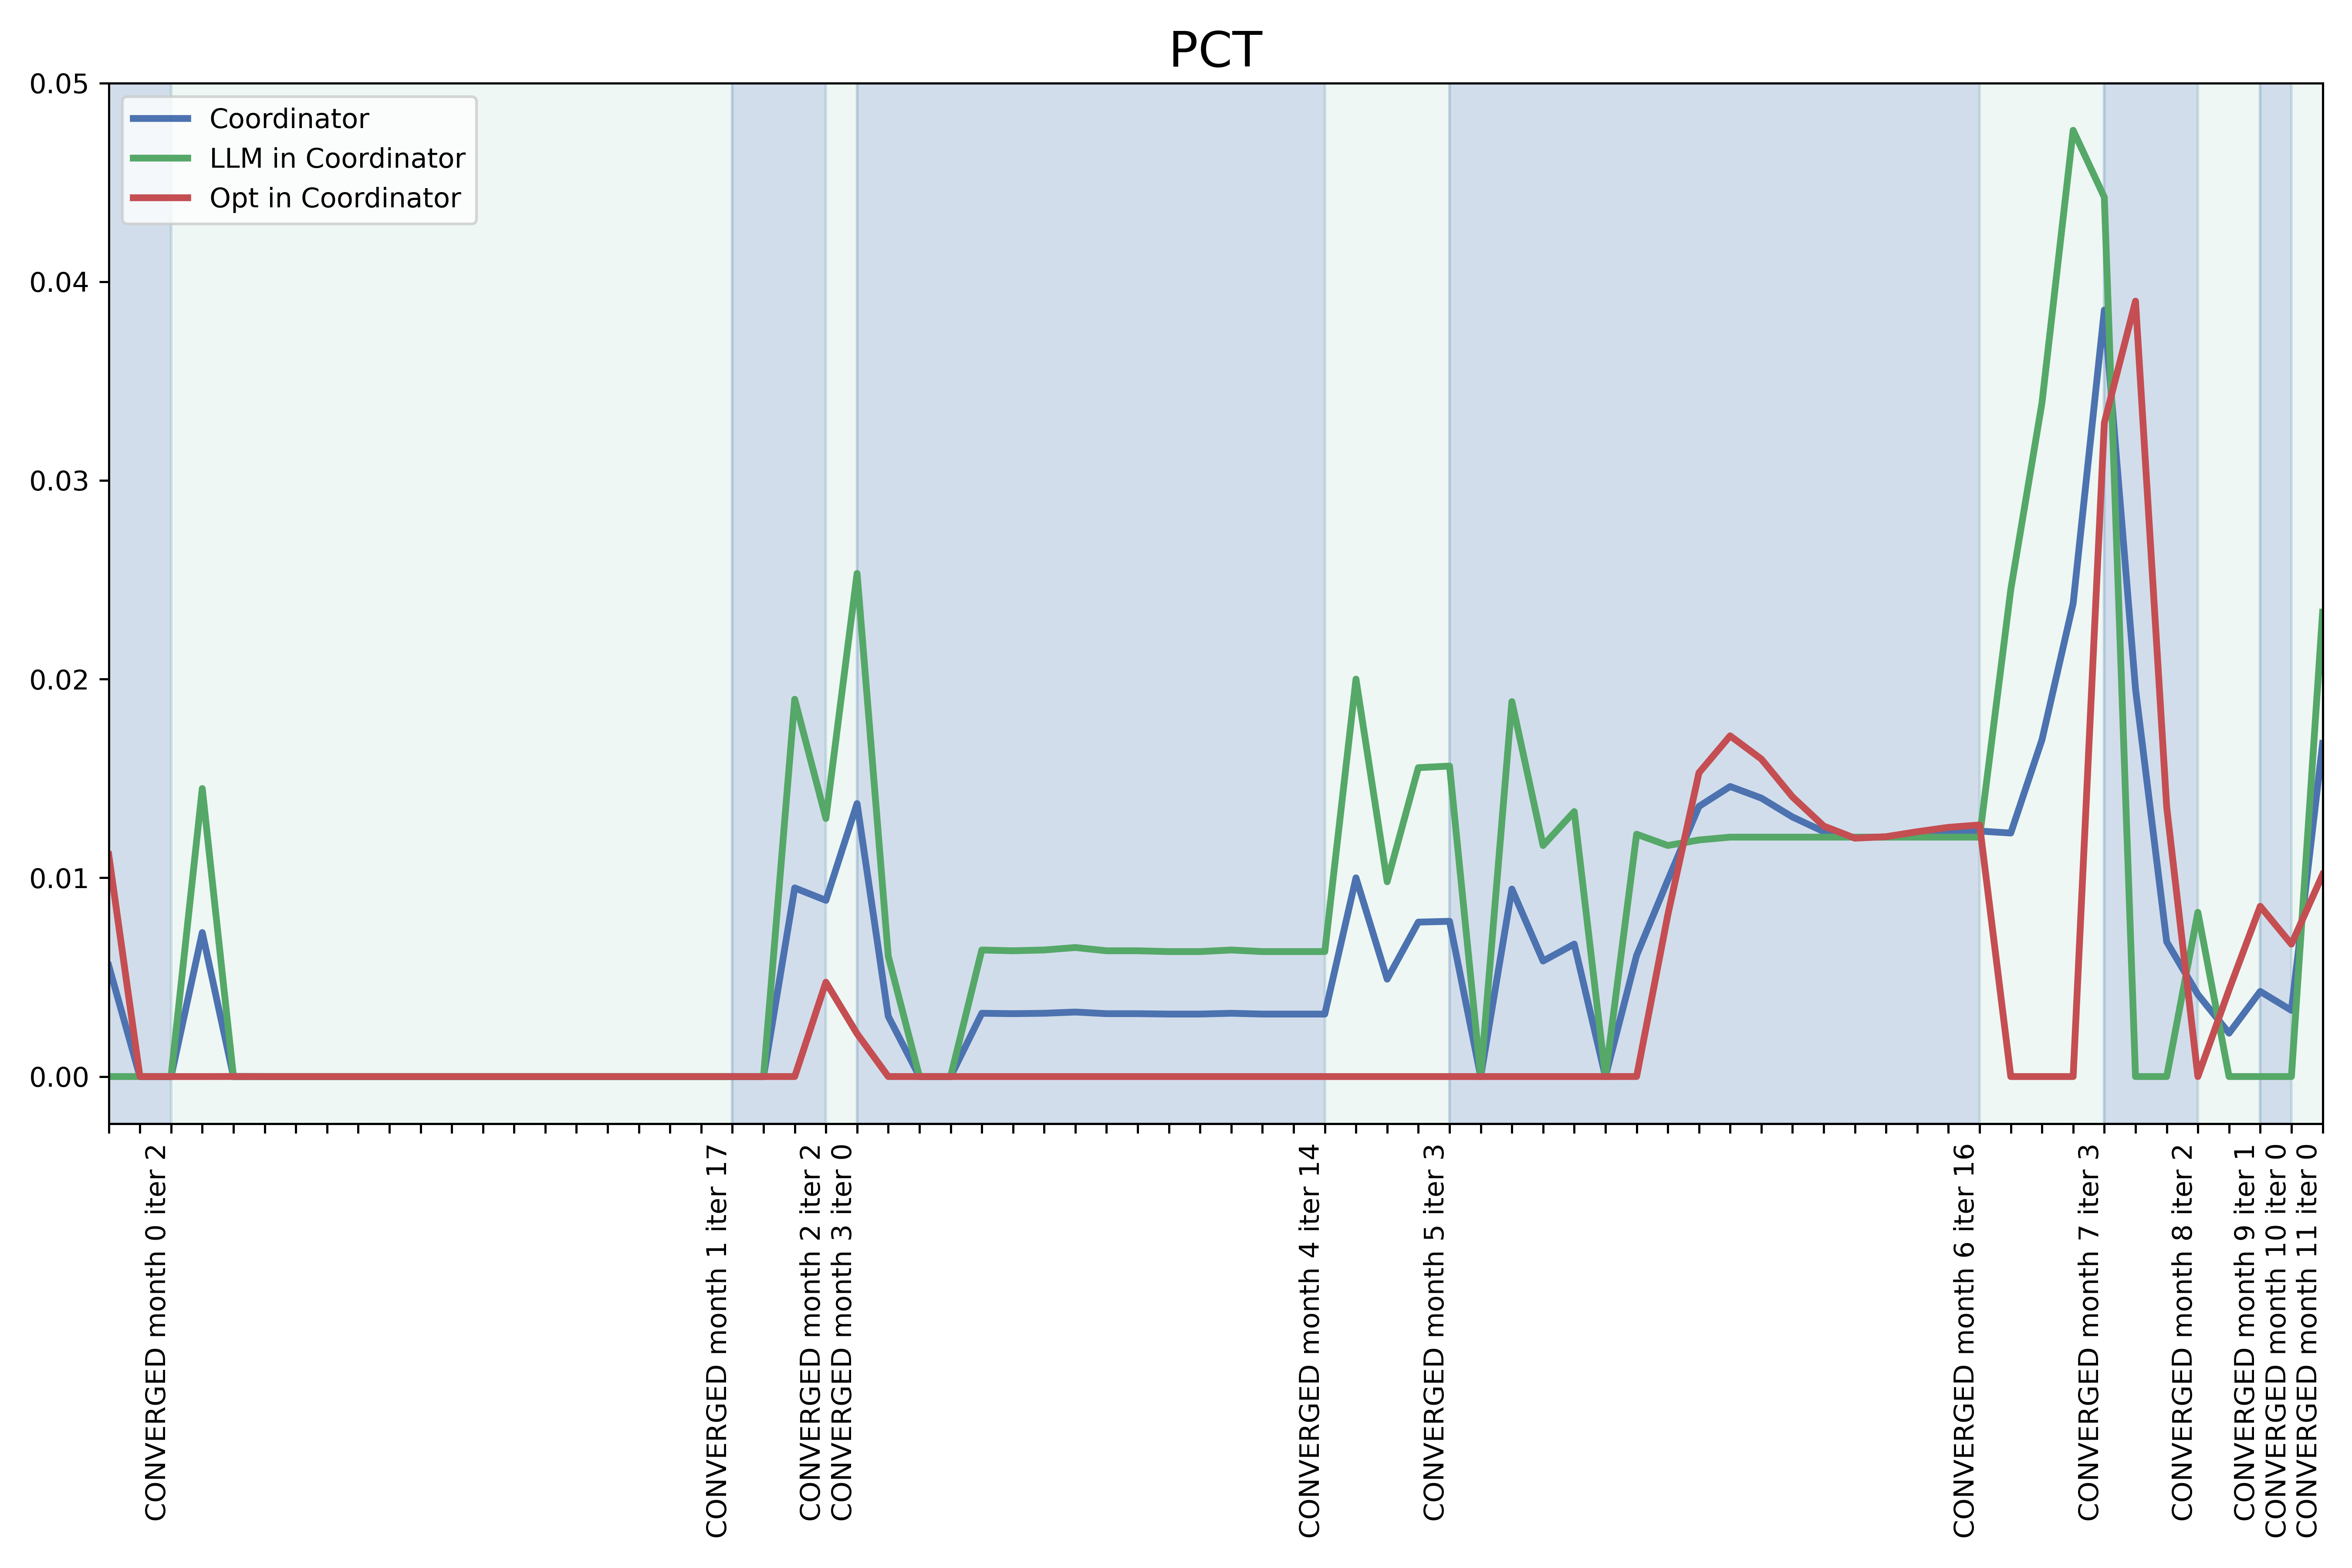 PCT
0.05
0.04
0.03
0.02
0.01
0.00
Coordinator
LLM in Coordinator
Opt in Coordinator
CONVERGED month 0 iter 2
CONVERGED month 1 iter 17
CONVERGED month 2 iter 2
CONVERGED month 3 iter 0
CONVERGED month 4 iter 14
CONVERGED month 5 iter 3
CONVERGED month 6 iter 16
CONVERGED month 7 iter 3
CONVERGED month 8 iter 2
CONVERGED month 9 iter 1
CONVERGED month 10 iter 0
CONVERGED month 11 iter 0